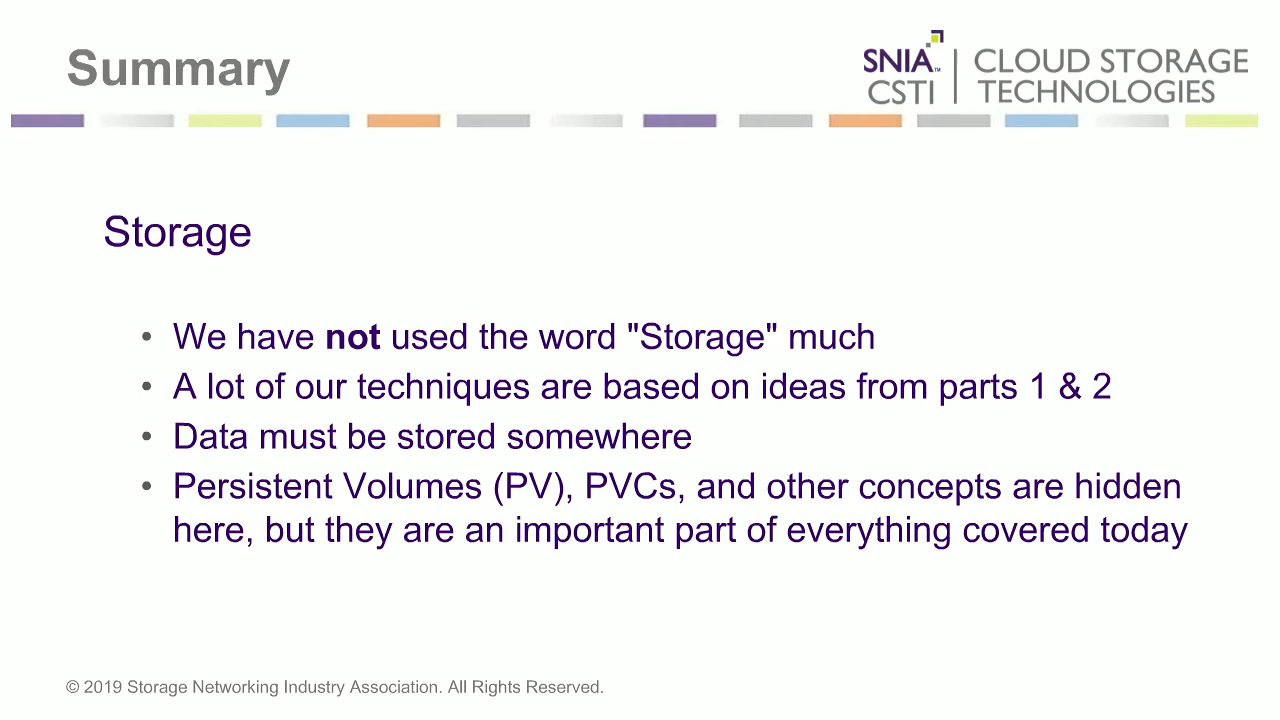 Summary
SNIA™ CSTI
CLOUD STORAGE TECHNOLOGIES
Storage
• We have not used the word "Storage" much
• A lot of our techniques are based on ideas from parts 1 & 2
• Data must be stored somewhere
• Persistent Volumes (PV), PVCs, and other concepts are hidden
here, but they are an important part of everything covered today
© 2019 Storage Networking Industry Association. All Rights Reserved.